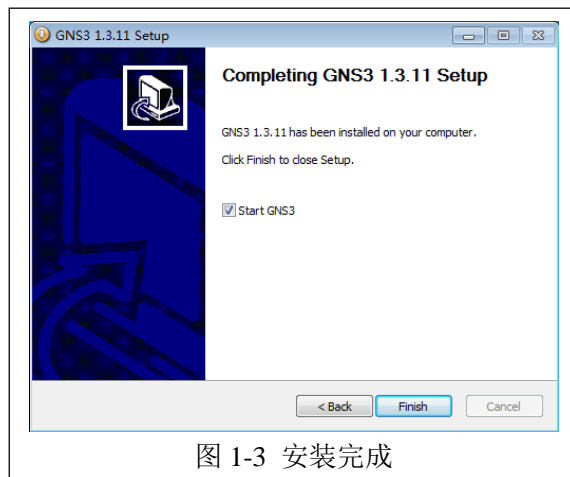 GNS3 1.3.11 Setup
Completing GNS3 1.3.11 Setup
GNS3 1.3.11 has been installed on your computer.
Click Finish to close Setup.
Start GNS3
< Back Finish Cancel
图 1-3 安装完成